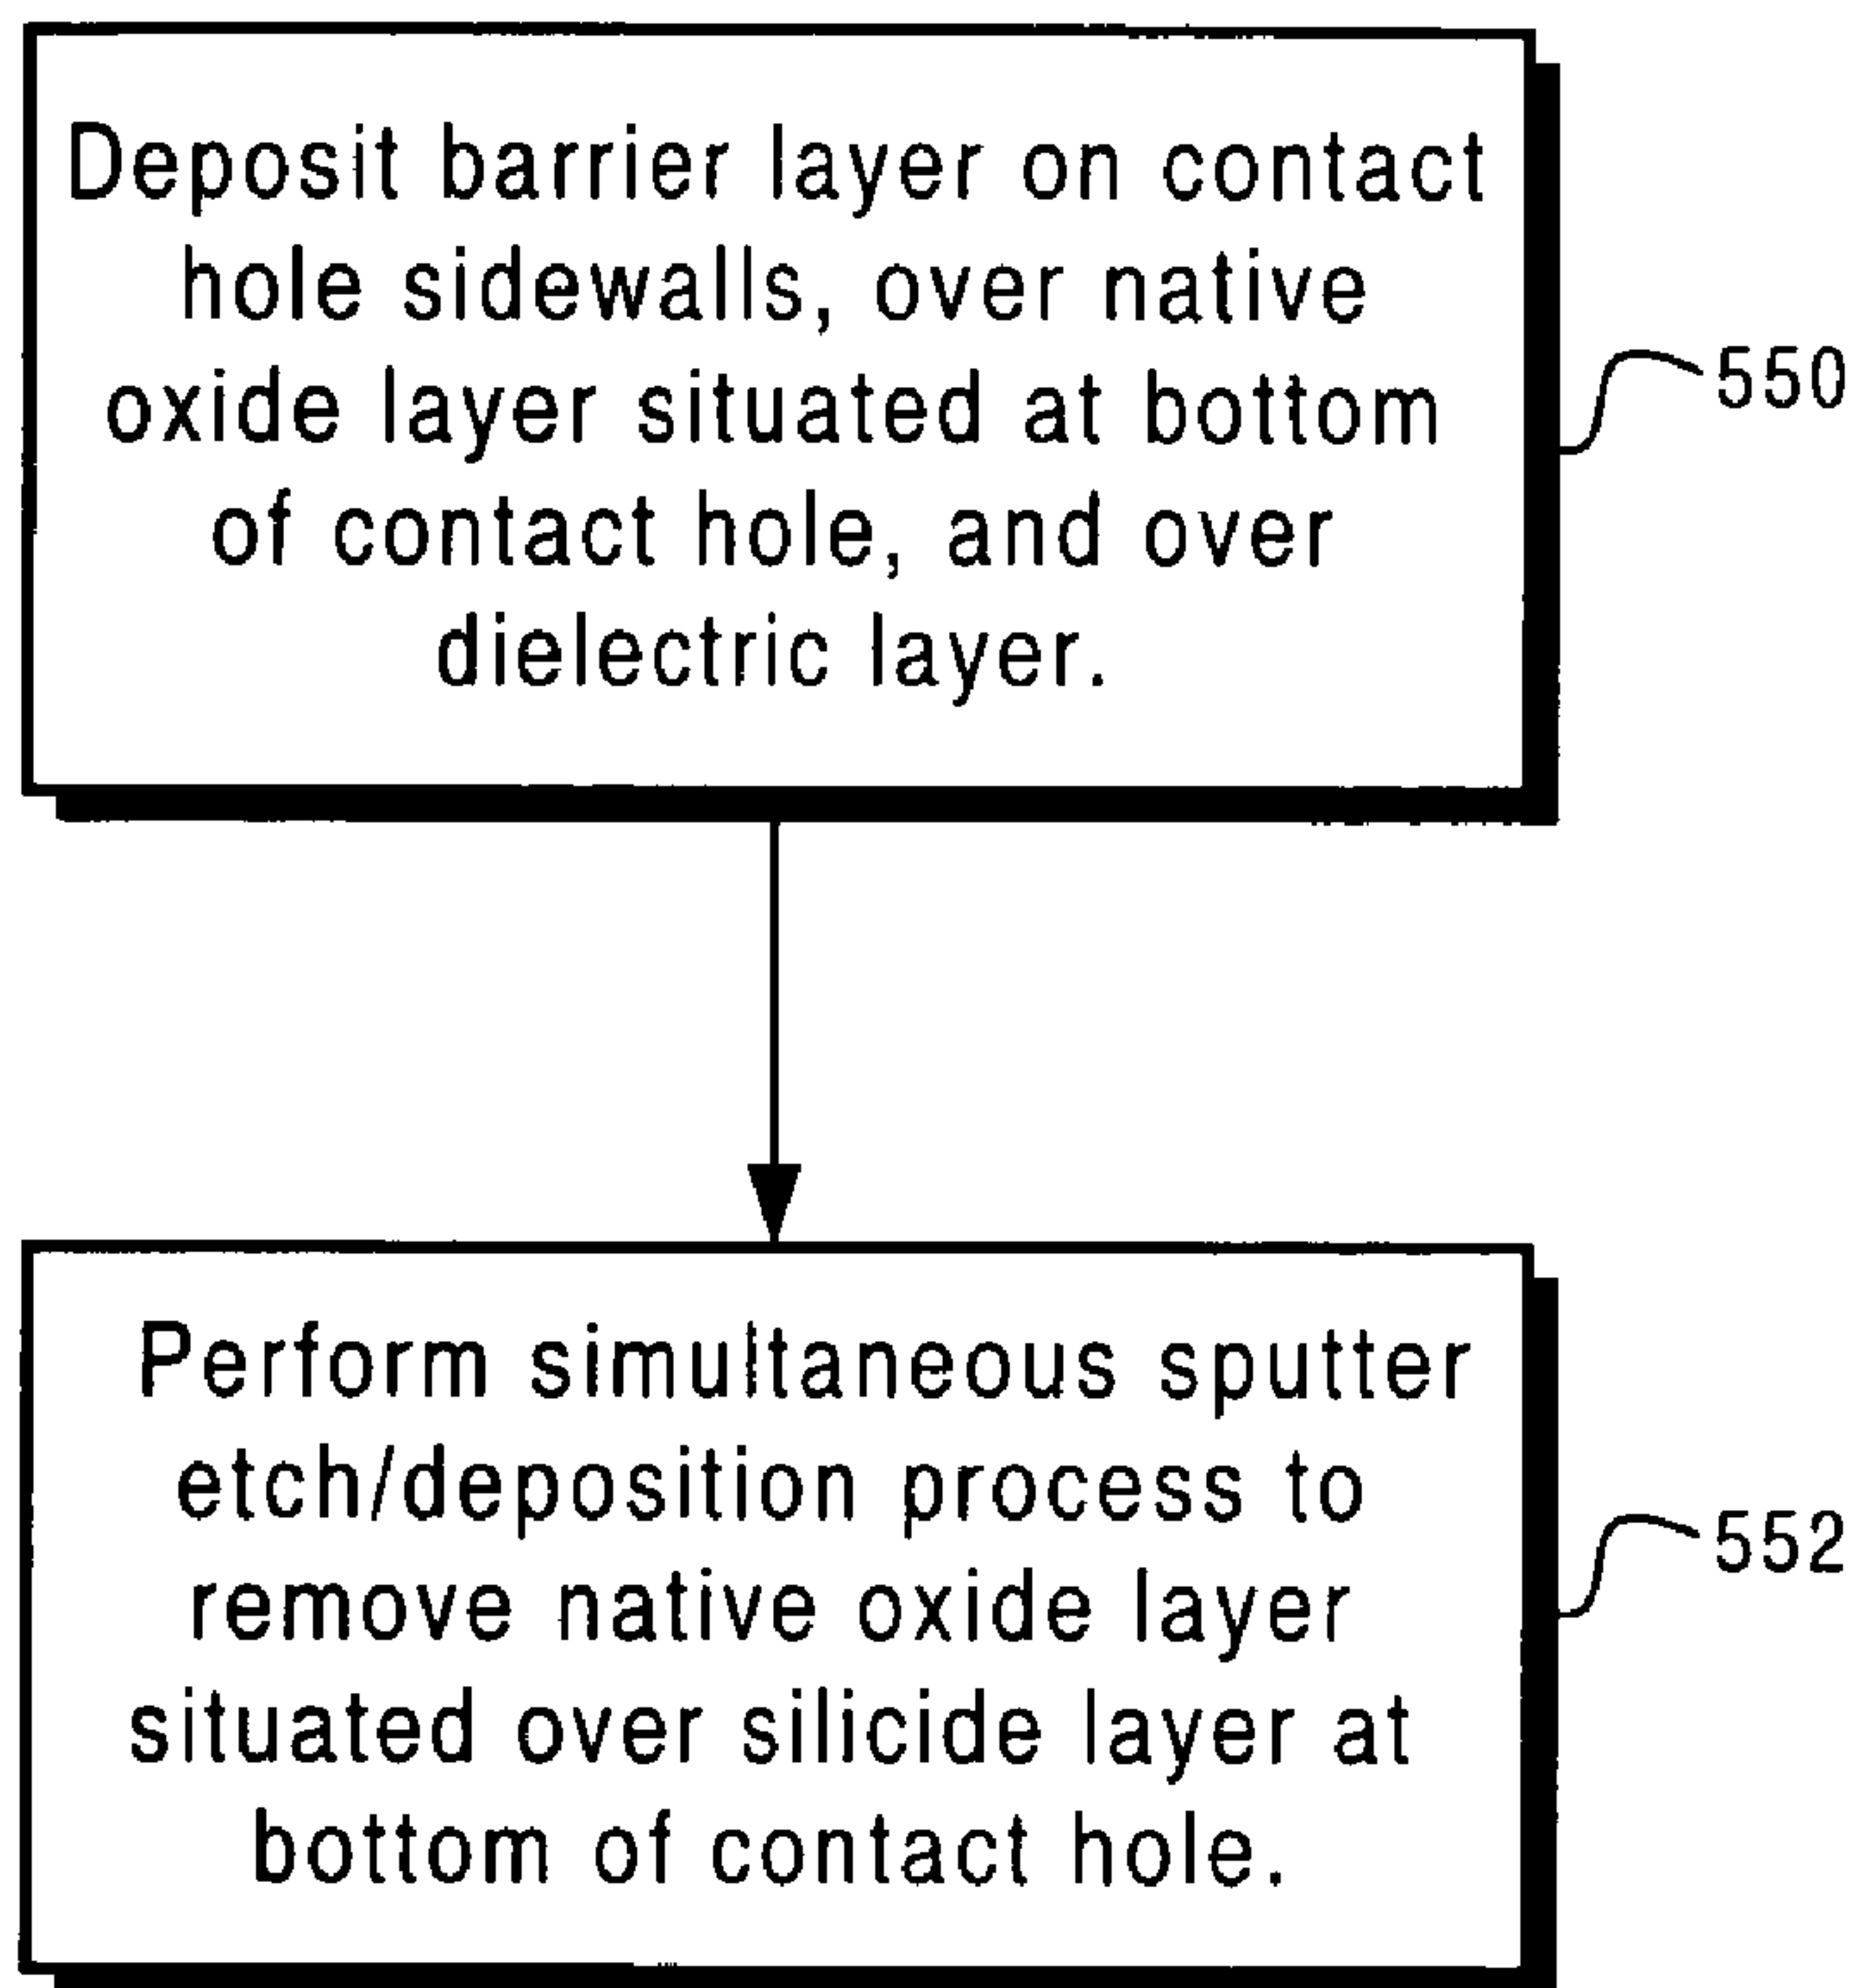 Deposit barrier layer on contact
hole sidewalls, over native
oxide layer situated at bottom
of contact hole, and over
dielectric layer.
550
Perform simultaneous sputter
etch/deposition process to
remove native oxide layer
situated over silicide layer at
bottom of contact hole.
552